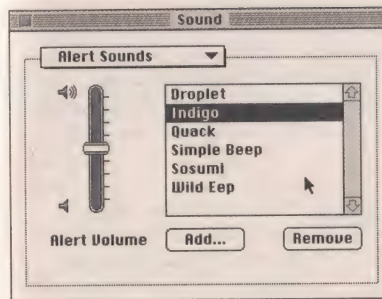 Sound
Alert Sounds
Droplet
Indigo
Quack
Simple Beep
Sosumi
Wild Eep
Alert Volume
Add...
Remove